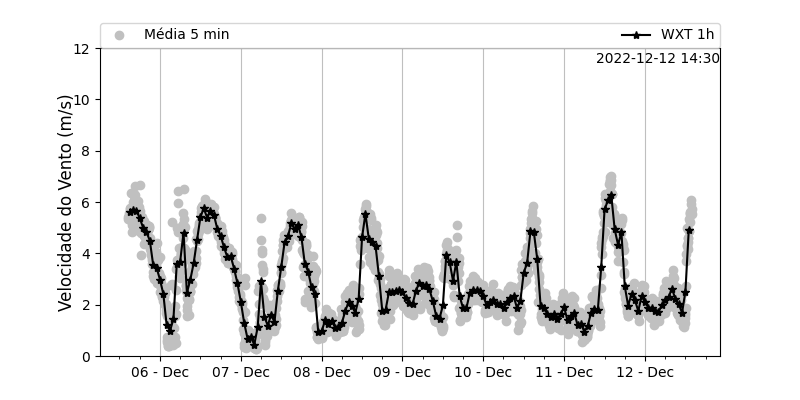 Média 5 min
WXT 1h
2022-12-12 14:30
Velocidade do Vento (m/s)
12
10
8
6
4
2
0
06 - Dec
07 - Dec
08 - Dec
09 - Dec
10 - Dec
11 - Dec
12 - Dec